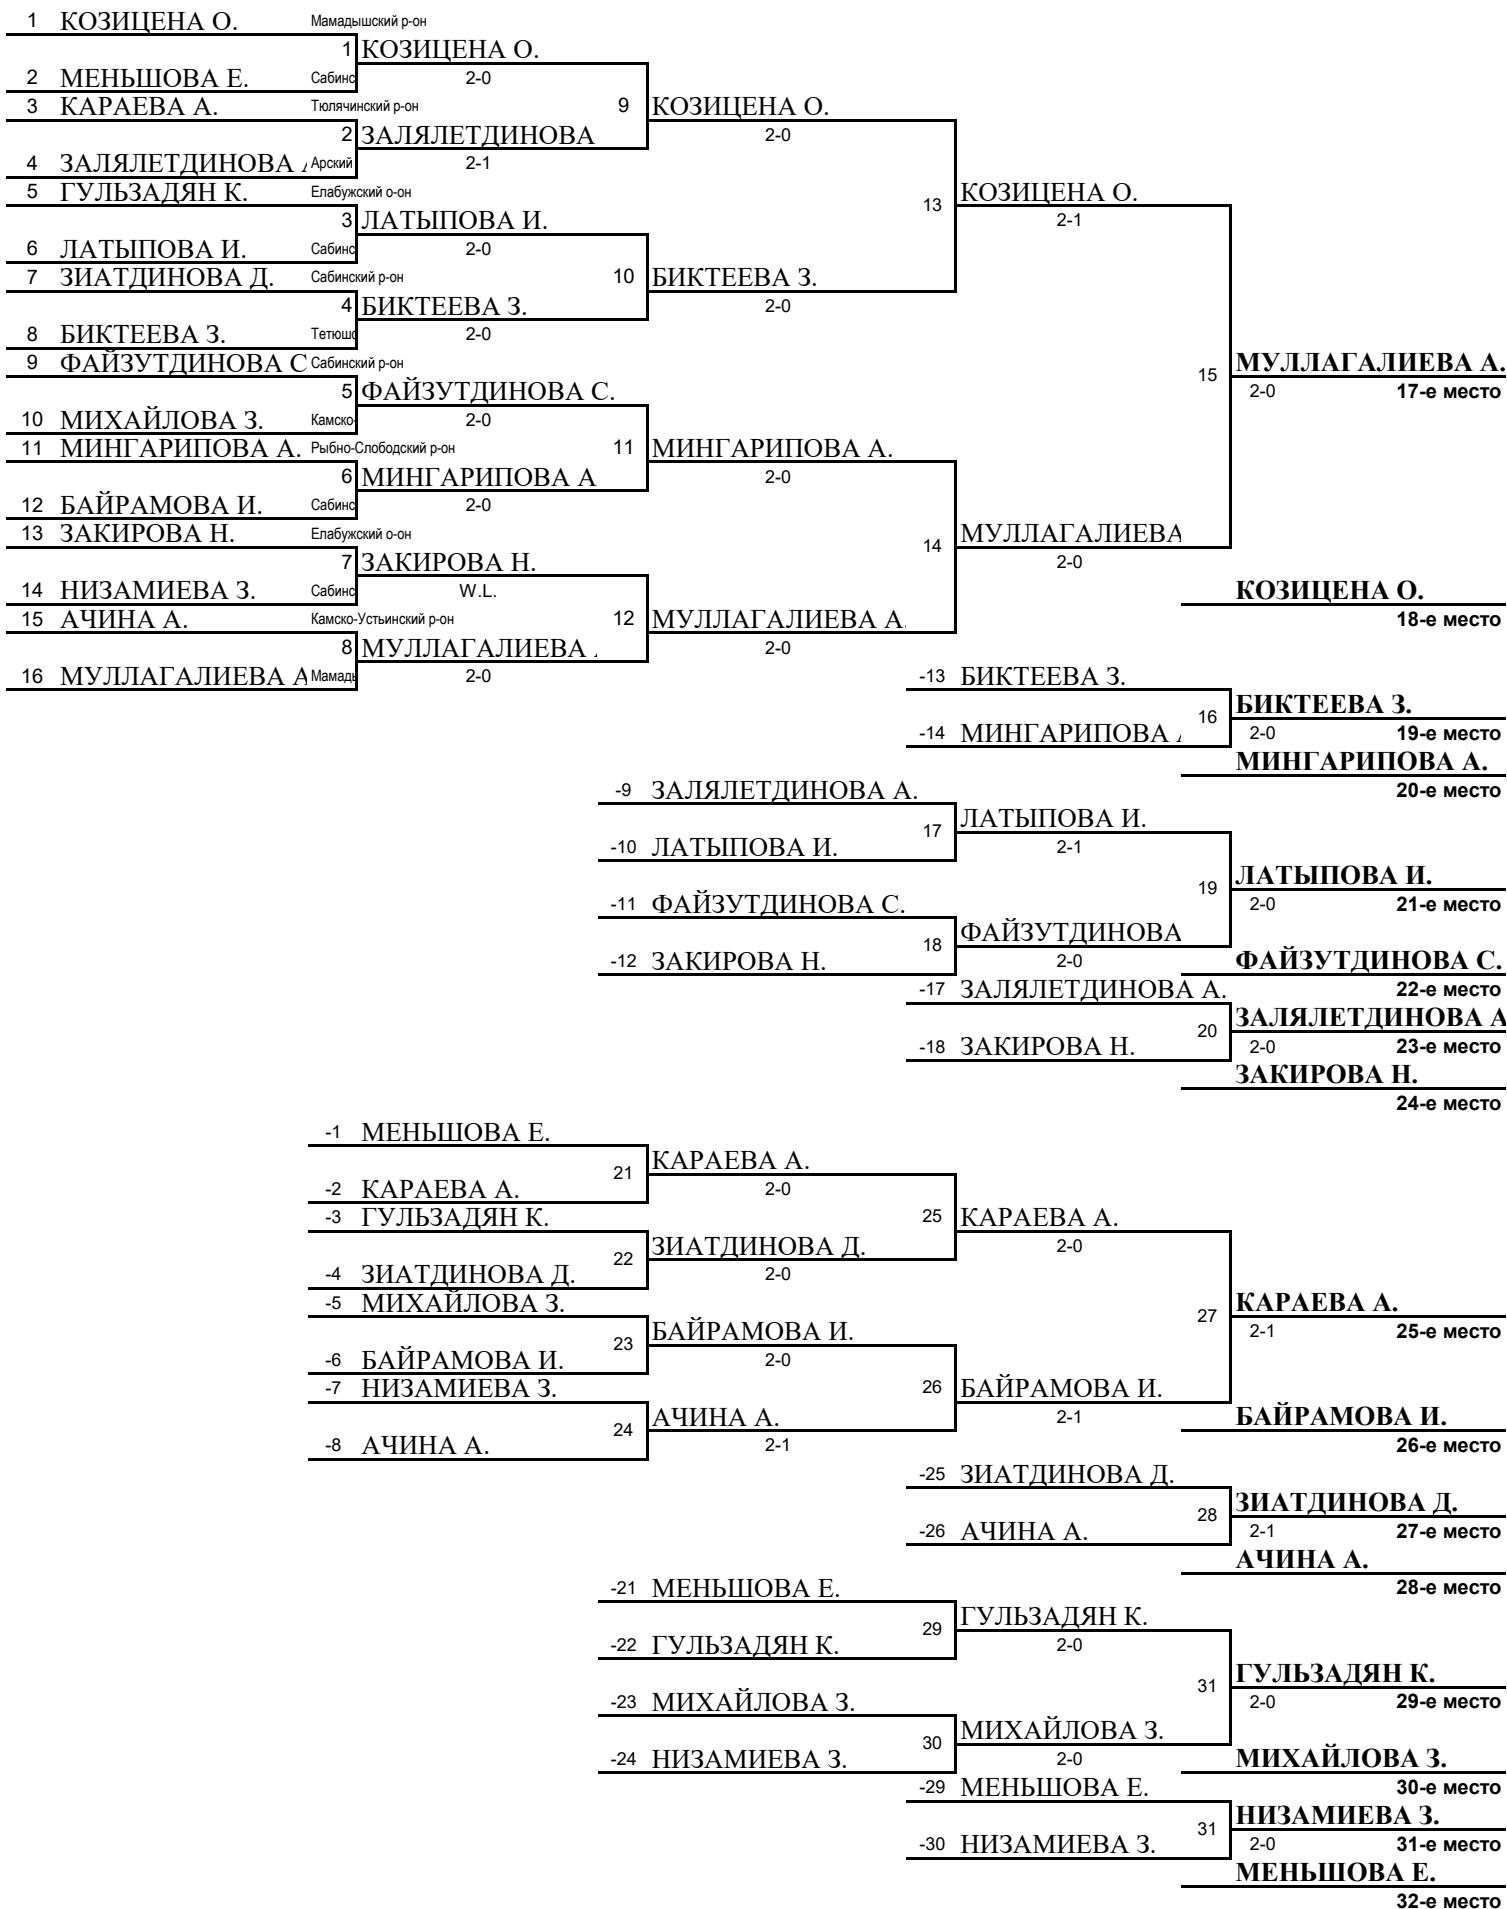 1 КОЗИЦЕНА О. Мамадышский р-он
1 КОЗИЦЕНА О.
2 МЕНЬШОВА Е. Сабинс 2-0
3 КАРАЕВА А. Тюлячинский р-он 9 КОЗИЦЕНА О.
2 ЗАЛЯЛЕТДИНОВА 2-0
4 ЗАЛЯЛЕТДИНОВА Арский 2-1
5 ГУЛЬЗАДЯН К. Елабужский о-он 13 КОЗИЦЕНА О.
3 ЛАТЫПОВА И. 2-1
6 ЛАТЫПОВА И. Сабинс 2-0
7 ЗИАТДИНОВА Д. Сабинский р-он 10 БИКТЕЕВА З.
4 БИКТЕЕВА З. 2-0
8 БИКТЕЕВА З. Тетюшс 2-0
9 ФАЙЗУТДИНОВА С Сабинский р-он 15 МУЛЛАГАЛИЕВА А.
5 ФАЙЗУТДИНОВА С. 2-0 17-е место
10 МИХАЙЛОВА З. Камско- 2-0
11 МИНГАРИПОВА А. Рыбно-Слободский р-он 11 МИНГАРИПОВА А.
6 МИНГАРИПОВА А 2-0
12 БАЙРАМОВА И. Сабинс 2-0
13 ЗАКИРОВА Н. Елабужский о-он 14 МУЛЛАГАЛИЕВА
7 ЗАКИРОВА Н. 2-0
14 НИЗАМИЕВА З. Сабинс W.L. КОЗИЦЕНА О.
15 АЧИНА А. Камско-Устьинский р-он 12 МУЛЛАГАЛИЕВА А. 18-е место
8 МУЛЛАГАЛИЕВА 2-0
16 МУЛЛАГАЛИЕВА А Мамады 2-0 -13 БИКТЕЕВА З.
16 БИКТЕЕВА З.
-14 МИНГАРИПОВА 2-0 19-е место
МИНГАРИПОВА А.
-9 ЗАЛЯЛЕТДИНОВА А. 20-е место
17 ЛАТЫПОВА И.
-10 ЛАТЫПОВА И. 2-1
19 ЛАТЫПОВА И.
-11 ФАЙЗУТДИНОВА С. 2-0 21-е место
18 ФАЙЗУТДИНОВА
-12 ЗАКИРОВА Н. 2-0 ФАЙЗУТДИНОВА С.
-17 ЗАЛЯЛЕТДИНОВА А. 22-е место
20 ЗАЛЯЛЕТДИНОВА А
-18 ЗАКИРОВА Н. 2-0 23-е место
ЗАКИРОВА Н.
24-е место
-1 МЕНЬШОВА Е.
21 КАРАЕВА А.
-2 КАРАЕВА А. 2-0
-3 ГУЛЬЗАДЯН К. 25 КАРАЕВА А.
22 ЗИАТДИНОВА Д. 2-0
-4 ЗИАТДИНОВА Д. 2-0
-5 МИХАЙЛОВА З. 27 КАРАЕВА А.
23 БАЙРАМОВА И. 2-1 25-е место
-6 БАЙРАМОВА И. 2-0
-7 НИЗАМИЕВА З. 26 БАЙРАМОВА И.
24 АЧИНА А. 2-1 БАЙРАМОВА И.
-8 АЧИНА А. 2-1 26-е место
-25 ЗИАТДИНОВА Д.
28 ЗИАТДИНОВА Д.
-26 АЧИНА А. 2-1 27-е место
АЧИНА А.
-21 МЕНЬШОВА Е. 28-е место
29 ГУЛЬЗАДЯН К.
-22 ГУЛЬЗАДЯН К. 2-0
31 ГУЛЬЗАДЯН К.
-23 МИХАЙЛОВА З. 2-0 29-е место
30 МИХАЙЛОВА З.
-24 НИЗАМИЕВА З. 2-0 МИХАЙЛОВА З.
-29 МЕНЬШОВА Е. 30-е место
31 НИЗАМИЕВА З.
-30 НИЗАМИЕВА З. 2-0 31-е место
МЕНЬШОВА Е.
32-е место